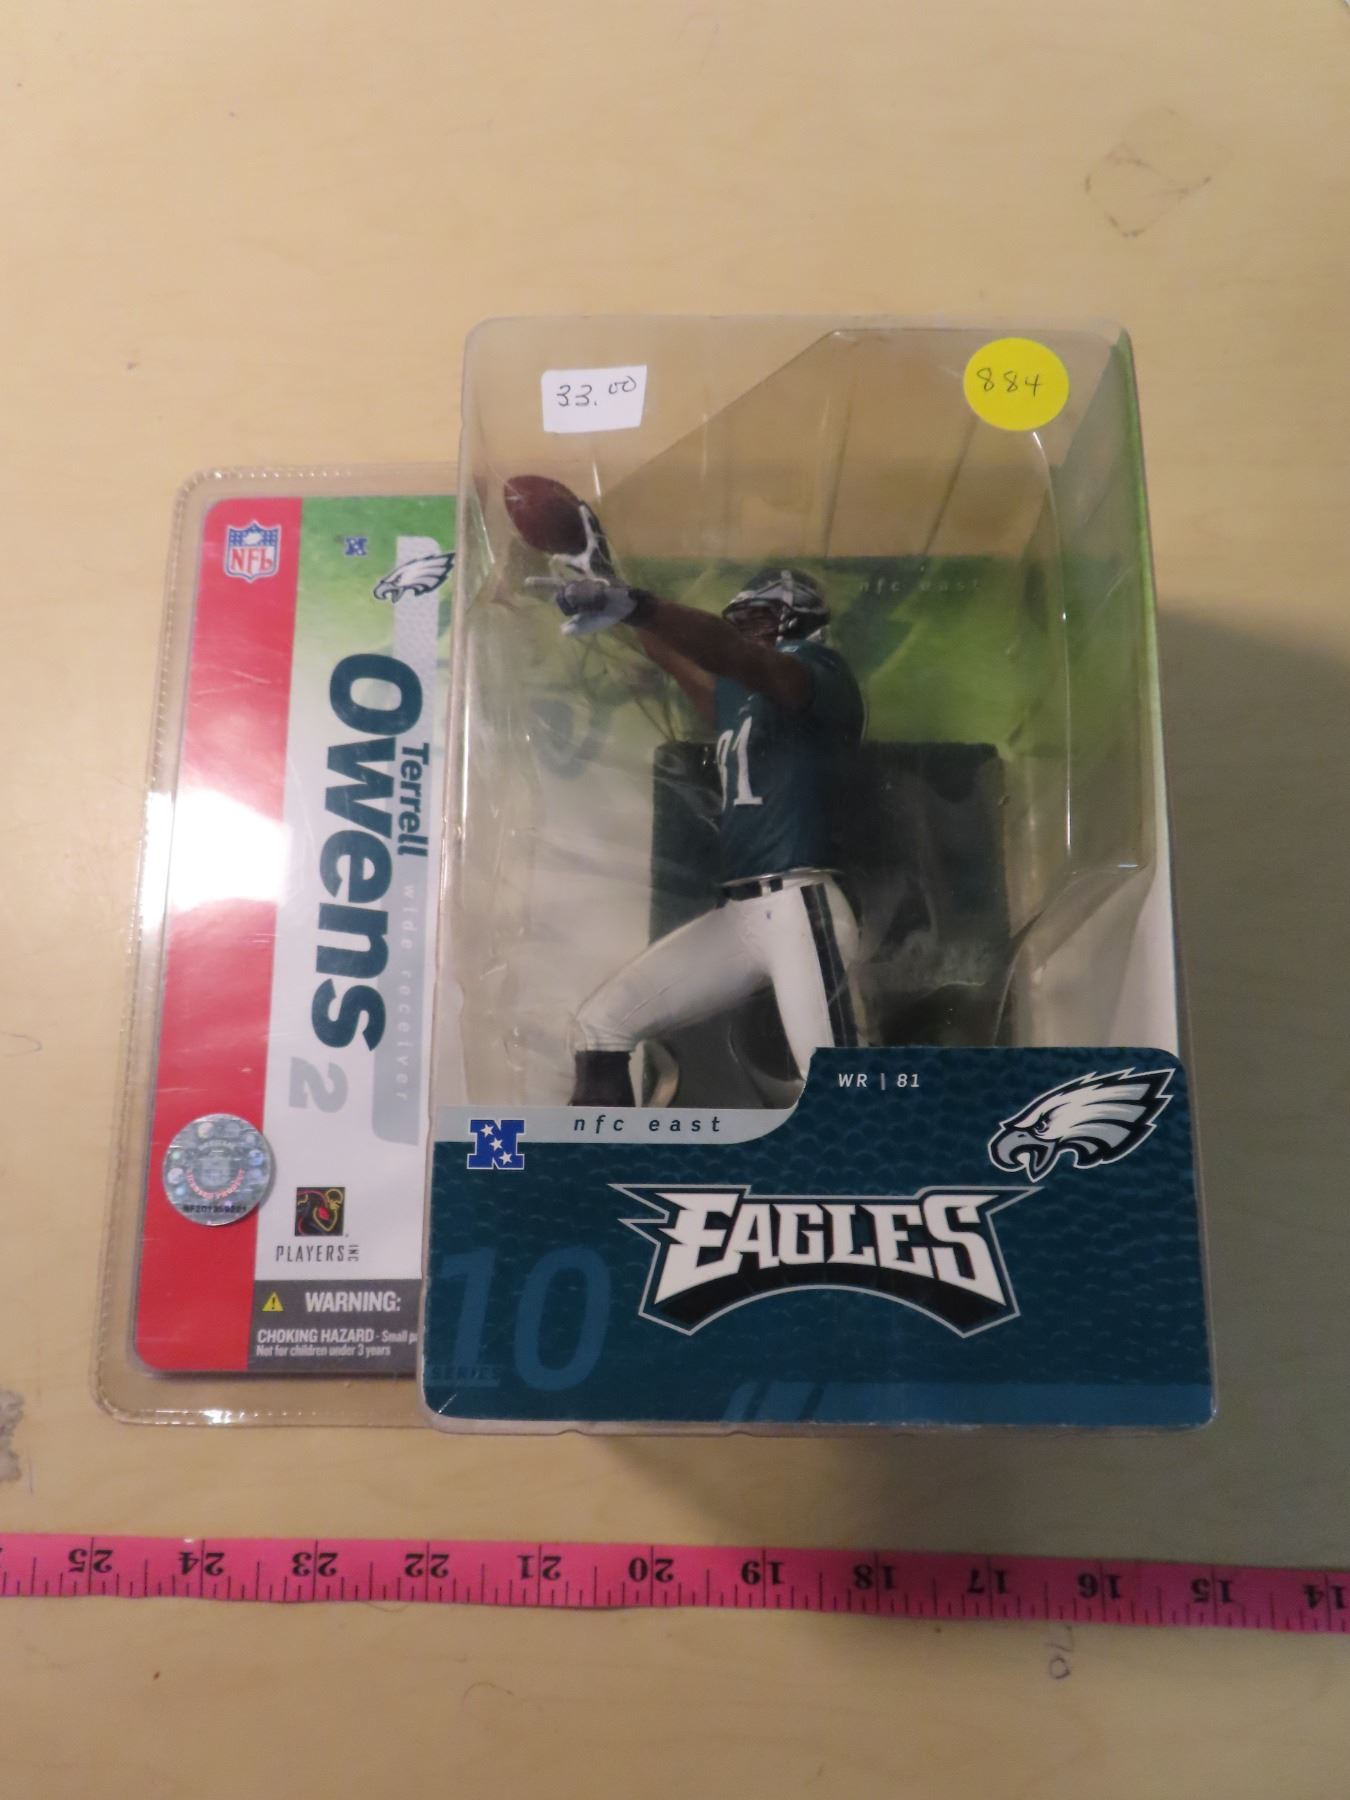 33.00
884
NFL
nfc east
Terrell
Owens 2
wide receiver
81
WR | 81
nfc east
EAGLES
10
SERIES
PLAYERS INC
WARNING:
CHOKING HAZARD - Small
Not for children under 3 years
25 24 23 22 21 20 19 18 17 16 15 14